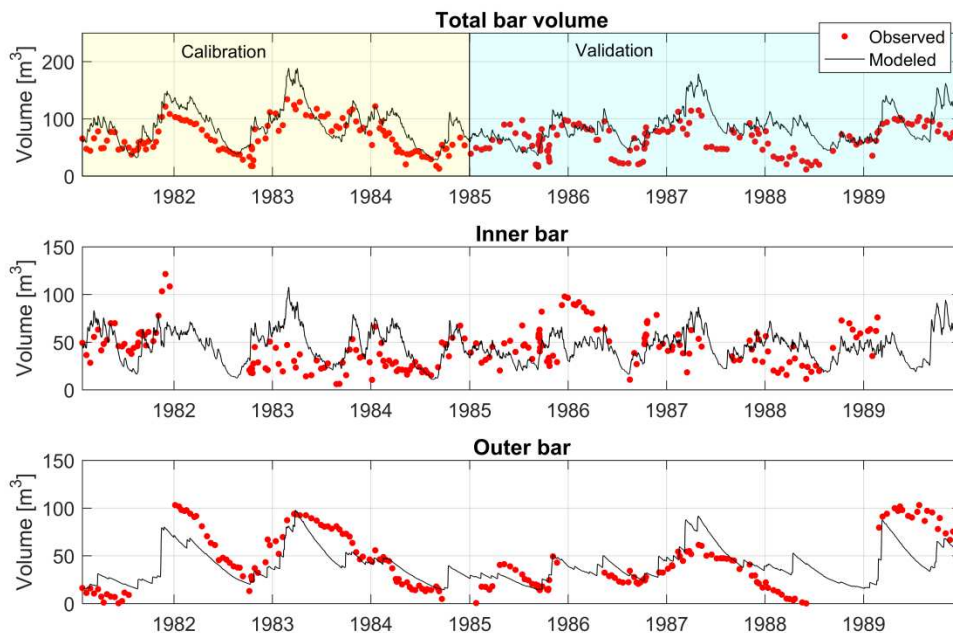 Total bar volume
Calibration
Validation
Observed
Modeled
Volume [m³]
200
100
0
1982 1983 1984 1985 1986 1987 1988 1989
Inner bar
Volume [m³]
150
100
50
0
1982 1983 1984 1985 1986 1987 1988 1989
Outer bar
Volume [m³]
150
100
50
0
1982 1983 1984 1985 1986 1987 1988 1989